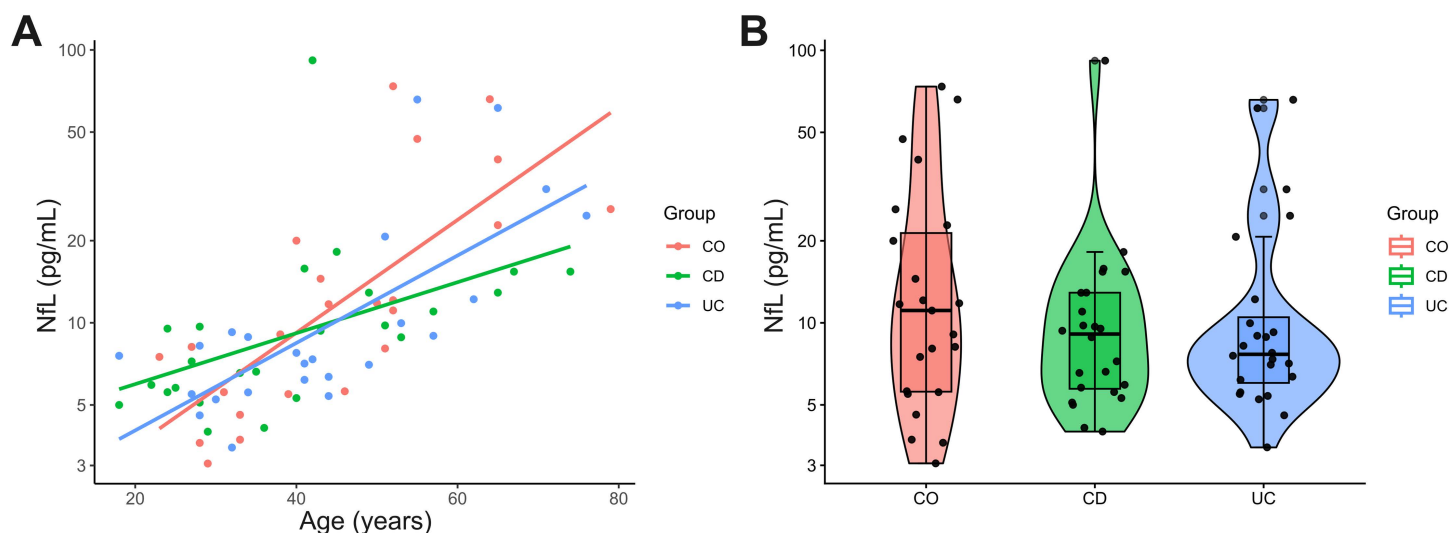 A
NfL (pg/mL)
100
50
20
10
5
3
20
40
60
80
Age (years)
Group
CO
CD
UC
B
NfL (pg/mL)
100
50
20
10
5
3
CO
CD
UC
Group
CO
CD
UC